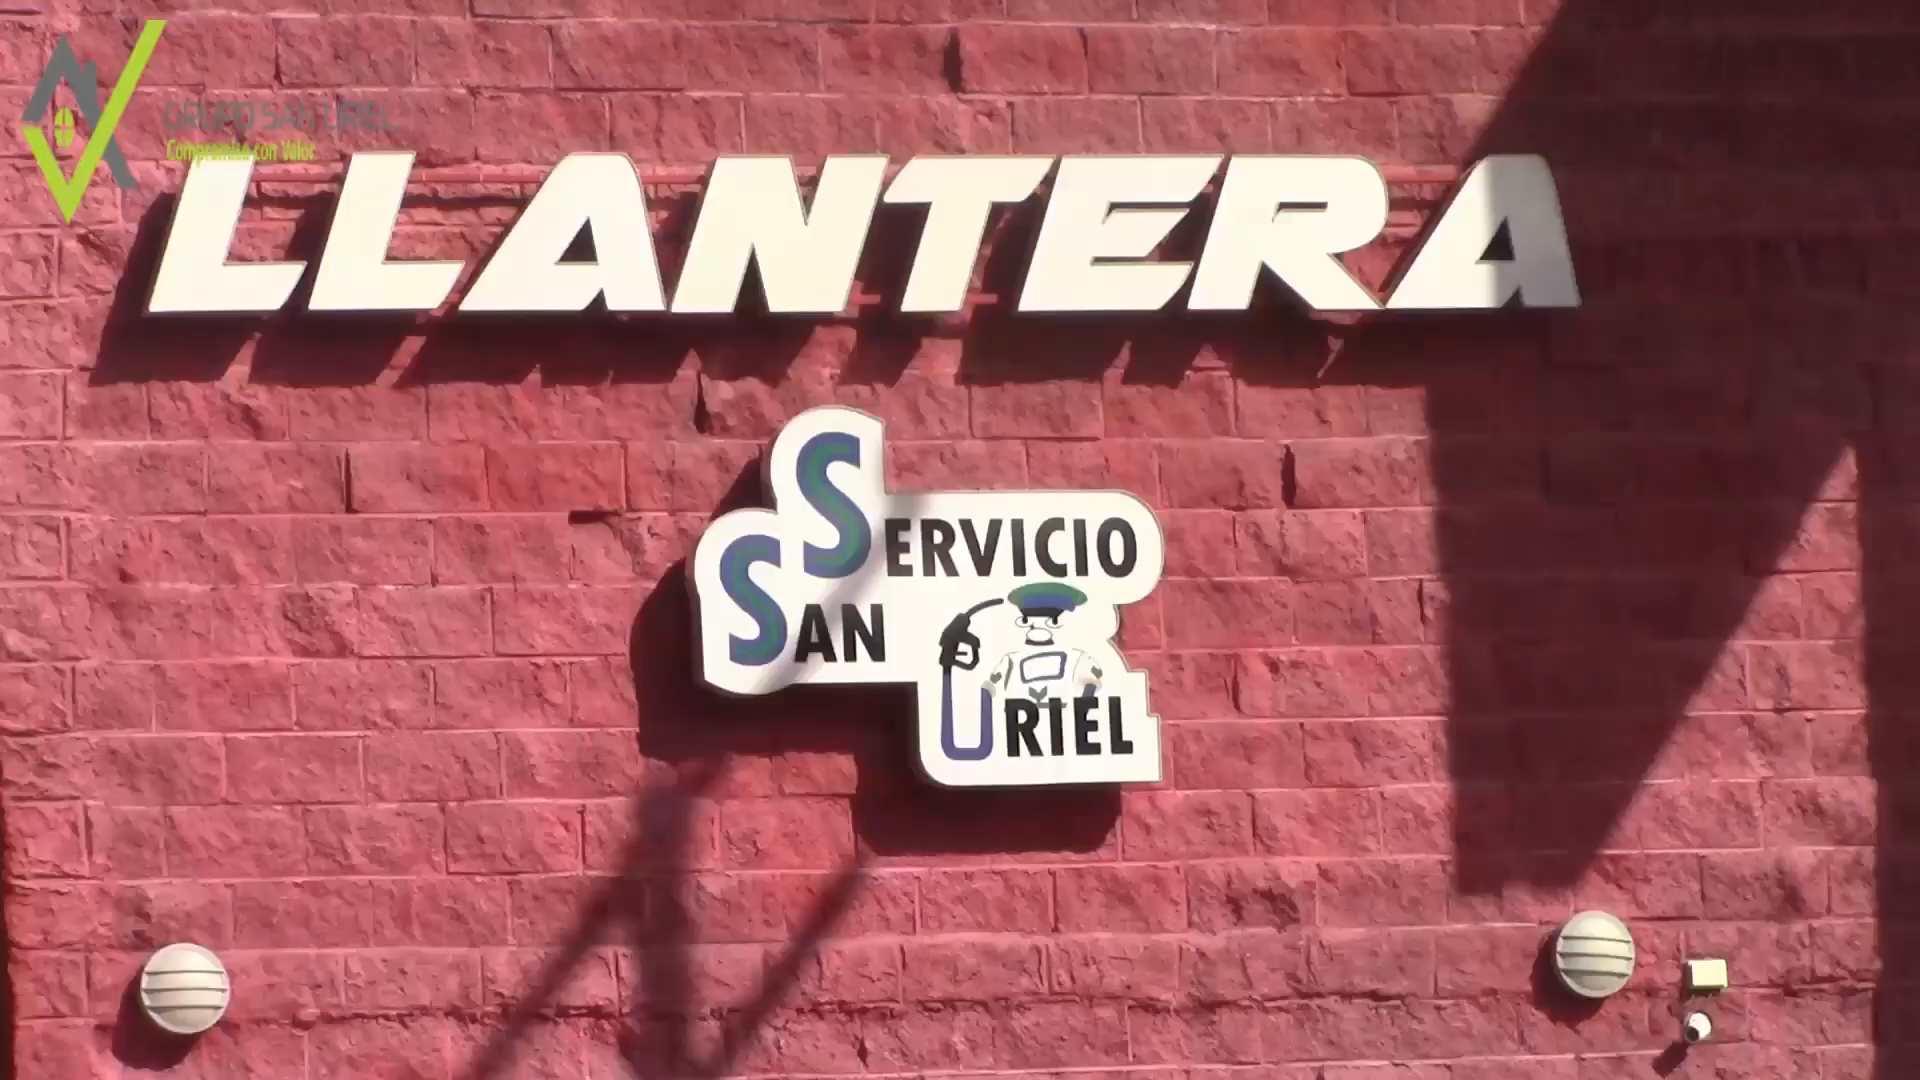 GRUPO SAN URIEL
Compromiso con Valor
LLANTERA
SERVICIO
SAN
URIEL